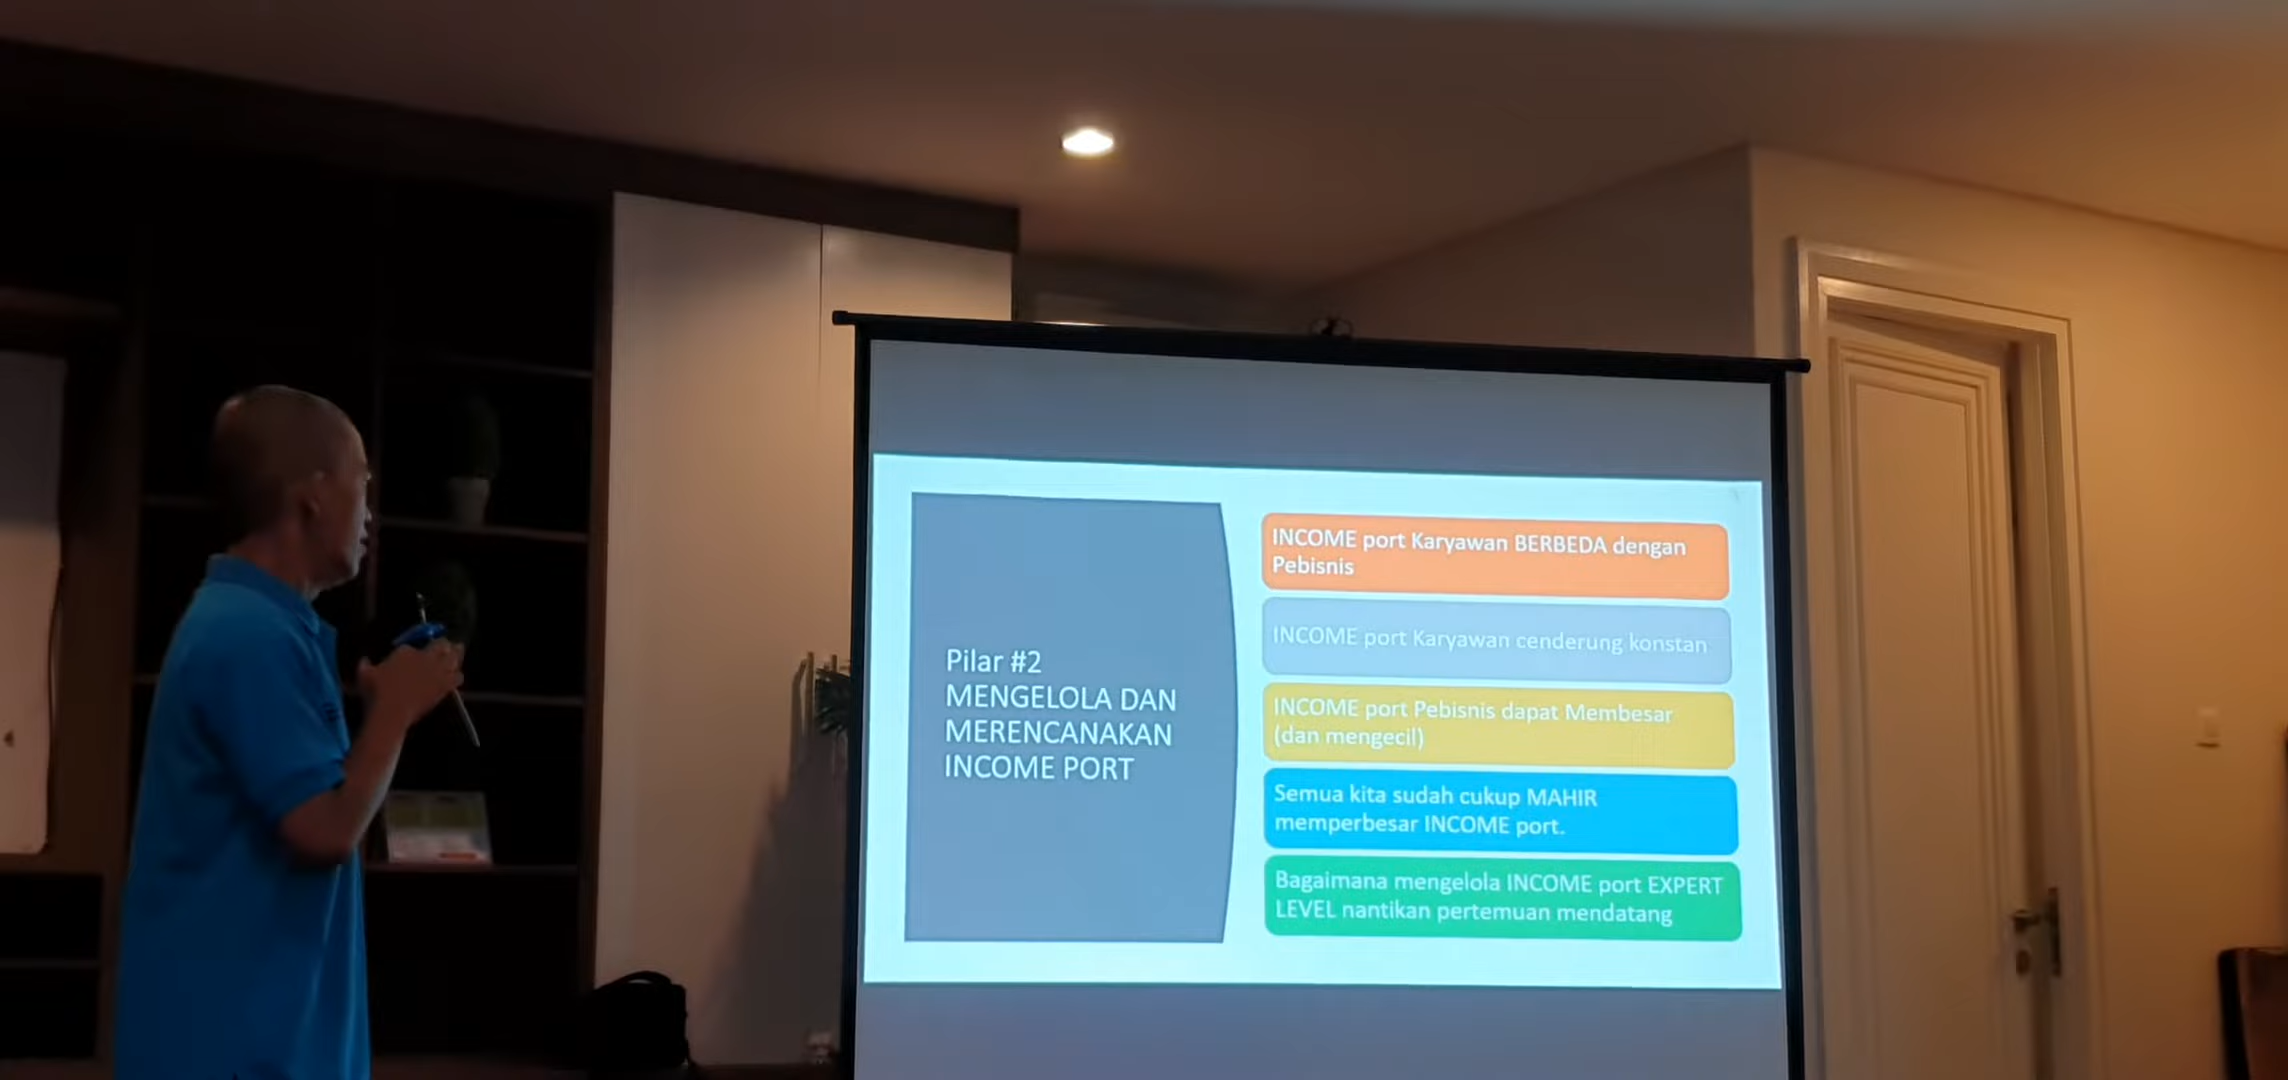 Pilar #2
MENGELOLA DAN
MERENCANAKAN
INCOME PORT
INCOME port Karyawan BERBEDA dengan
Pebisnis
INCOME port Karyawan cenderung konstan
INCOME port Pebisnis dapat Membesar
(dan mengecil)
Semua kita sudah cukup MAHIR
memperbesar INCOME port.
Bagaimana mengelola INCOME port EXPERT
LEVEL nantikan pertemuan mendatang